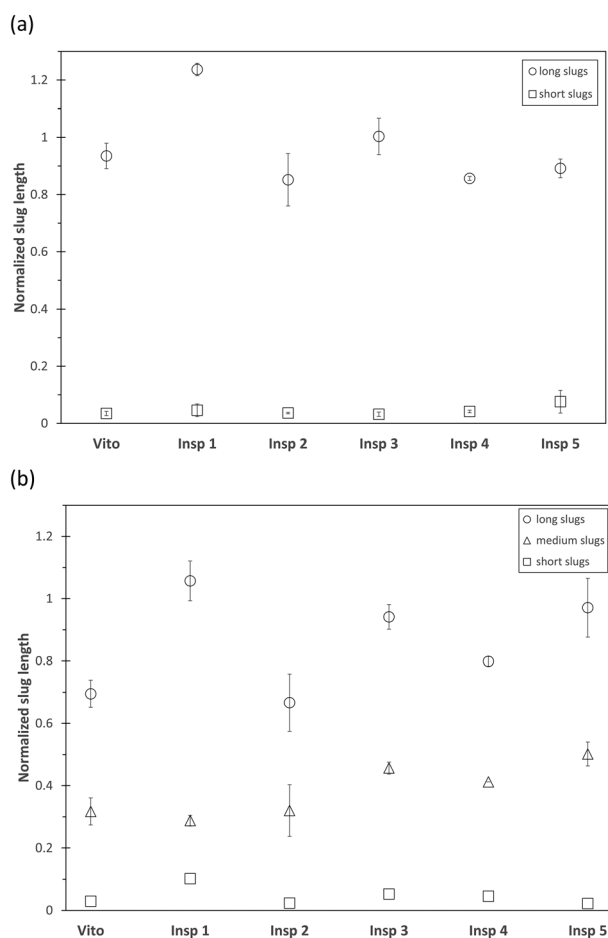 (a)
Normalized slug length
1.2
1
0.8
0.6
0.4
0.2
0
long slugs
short slugs
Vito Insp 1 Insp 2 Insp 3 Insp 4 Insp 5
(b)
Normalized slug length
1.2
1
0.8
0.6
0.4
0.2
0
long slugs
medium slugs
short slugs
Vito Insp 1 Insp 2 Insp 3 Insp 4 Insp 5